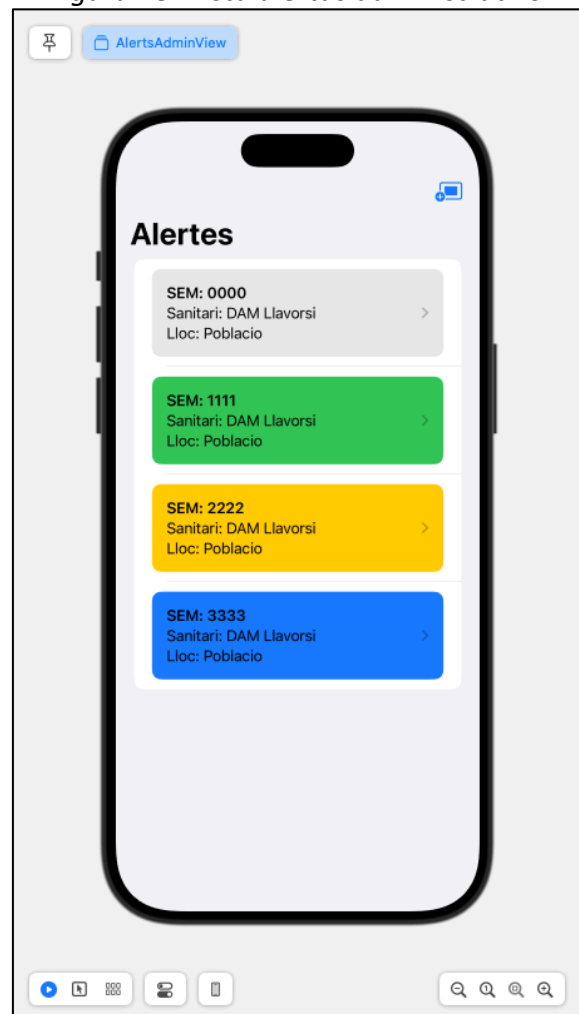 AlertsAdminView
Alertes
SEM: 0000
Sanitari: DAM Llavorsi
Lloc: Poblacio
SEM: 1111
Sanitari: DAM Llavorsi
Lloc: Poblacio
SEM: 2222
Sanitari: DAM Llavorsi
Lloc: Poblacio
SEM: 3333
Sanitari: DAM Llavorsi
Lloc: Poblacio